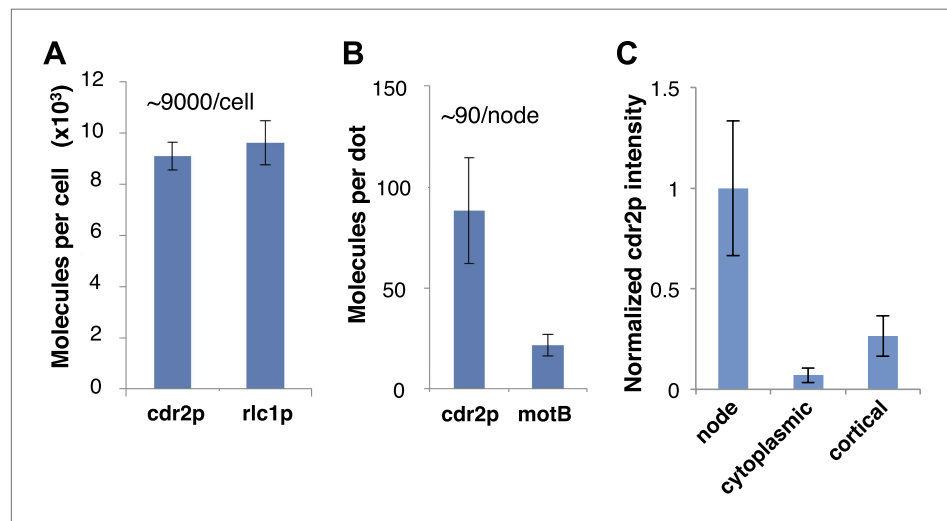 A
Molecules per cell (x10³)
12
10
8
6
4
2
0
~9000/cell
cdr2p rlc1p
B
Molecules per dot
150
100
50
0
~90/node
cdr2p motB
C
Normalized cdr2p intensity
1.5
1
0.5
0
node
cytoplasmic
cortical